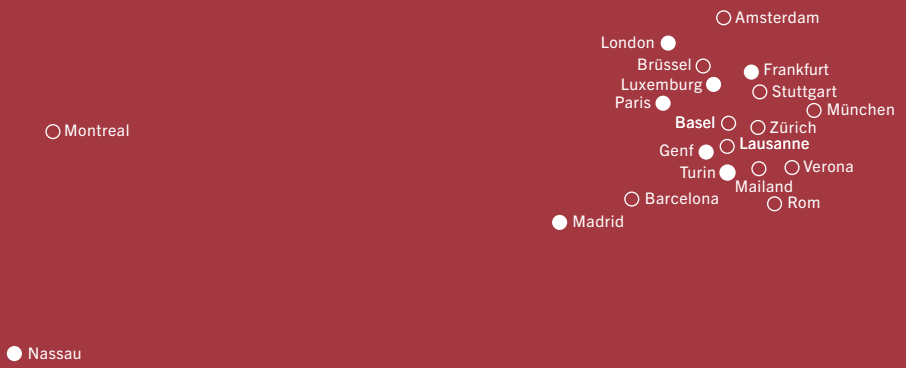 Amsterdam
London
Brüssel
Frankfurt
Luxemburg
Stuttgart
Paris
München
Basel
Zürich
Montreal
Lausanne
Genf
Verona
Turin
Mailand
Barcelona
Rom
Madrid
Nassau